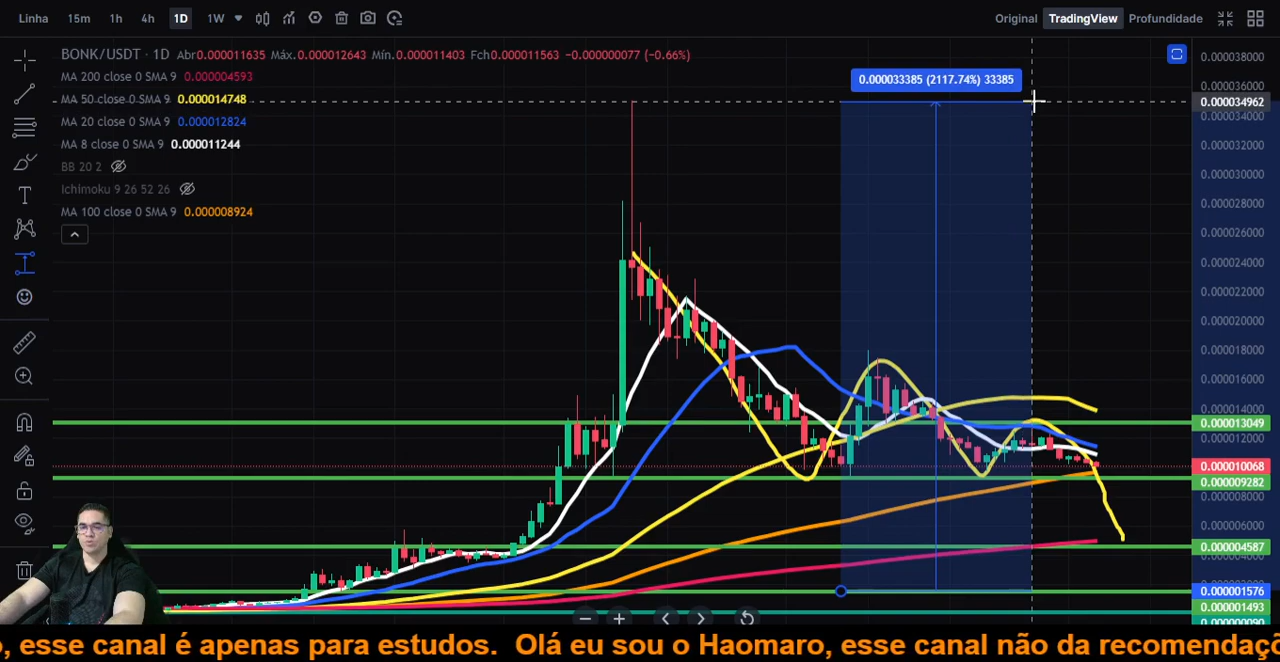 Linha 15m 1h 4h 1D 1W Original TradingView Profundidade
BONK/USDT · 1D Abr0.000011635 Máx.0.000012643 Mín.0.000011403 Fch0.000011563 −0.000000077 (−0.66%)
MA 200 close 0 SMA 9 0.000004593
MA 50 close 0 SMA 9 0.000014748
MA 20 close 0 SMA 9 0.000012824
MA 8 close 0 SMA 9 0.000011244
BB 20 2
Ichimoku 9 26 52 26
MA 100 close 0 SMA 9 0.000008924
0.000033385 (2117.74%) 33385
0.000038000
0.000036000
0.000034962
0.000034000
0.000032000
0.000030000
0.000028000
0.000026000
0.000024000
0.000022000
0.000020000
0.000018000
0.000016000
0.000014000
0.000013049
0.000012000
0.000010068
0.000009282
0.000008000
0.000006000
0.000004587
0.000001576
0.000001493
o, esse canal é apenas para estudos. Olá eu sou o Haomaro, esse canal não da recomendaçõ